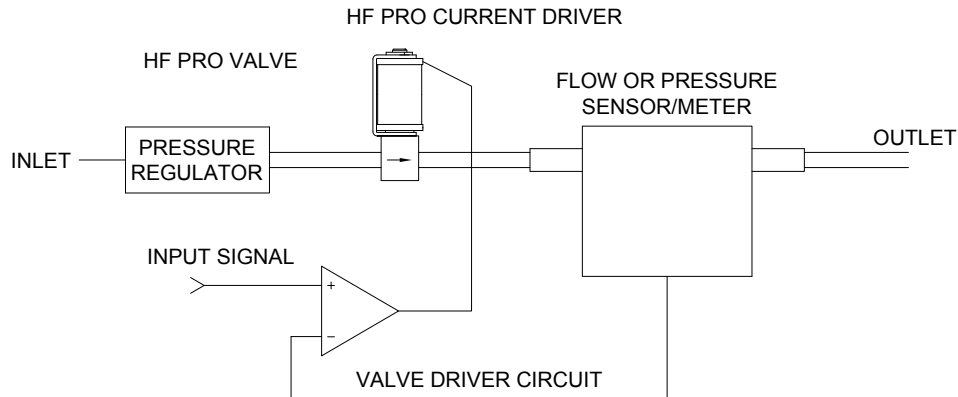 HF PRO CURRENT DRIVER
HF PRO VALVE
FLOW OR PRESSURE
SENSOR/METER
OUTLET
INLET
PRESSURE
REGULATOR
INPUT SIGNAL
+
−
VALVE DRIVER CIRCUIT